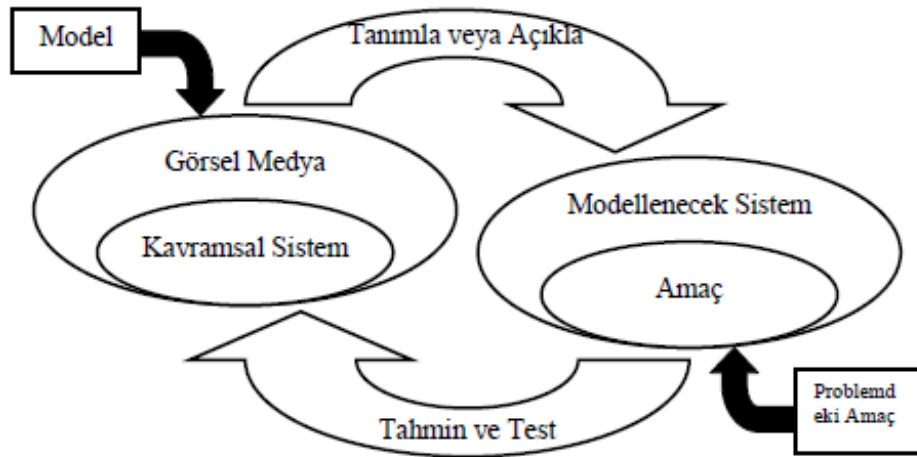 Model
Tanımla veya Açıkla
Görsel Medya
Kavramsal Sistem
Modellenecek Sistem
Amaç
Tahmin ve Test
Problemd
eki Amaç